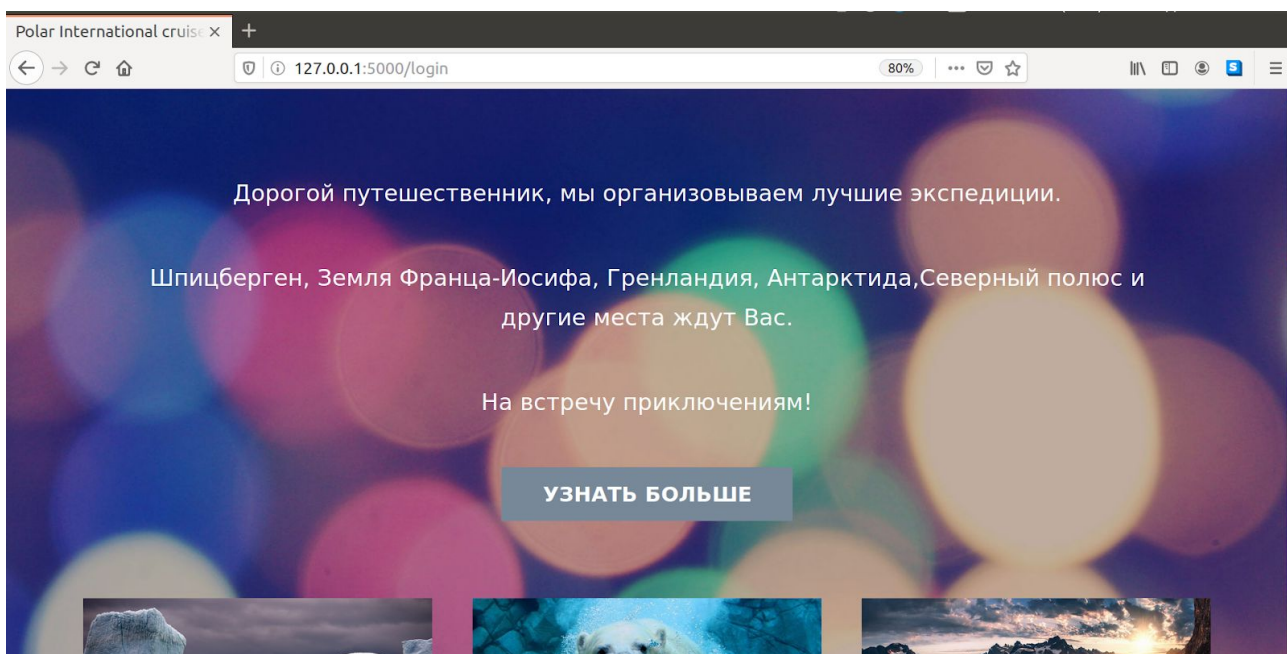 Polar International cruise
127.0.0.1:5000/login
80%
Дорогой путешественник, мы организовываем лучшие экспедиции.
Шпицберген, Земля Франца-Иосифа, Гренландия, Антарктида,Северный полюс и
другие места ждут Вас.
На встречу приключениям!
УЗНАТЬ БОЛЬШЕ